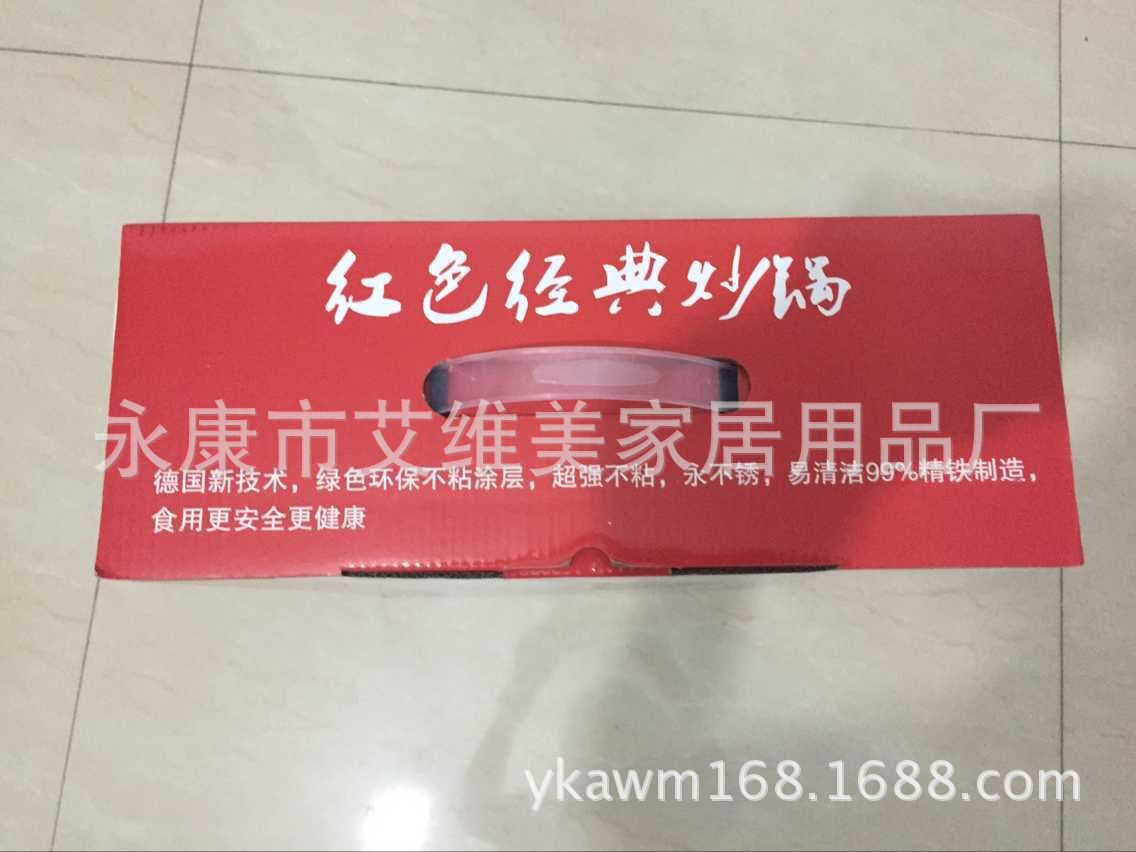 红色经典炒锅
永康市艾维美家居用品厂
德国新技术，绿色环保不粘涂层，超强不粘，永不锈，易清洁99%精铁制造，
食用更安全更健康
ykawm168.1688.com